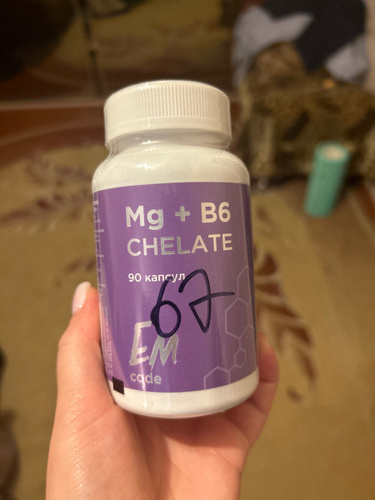 Mg + B6
CHELATE
90 капсул
67
EM
code